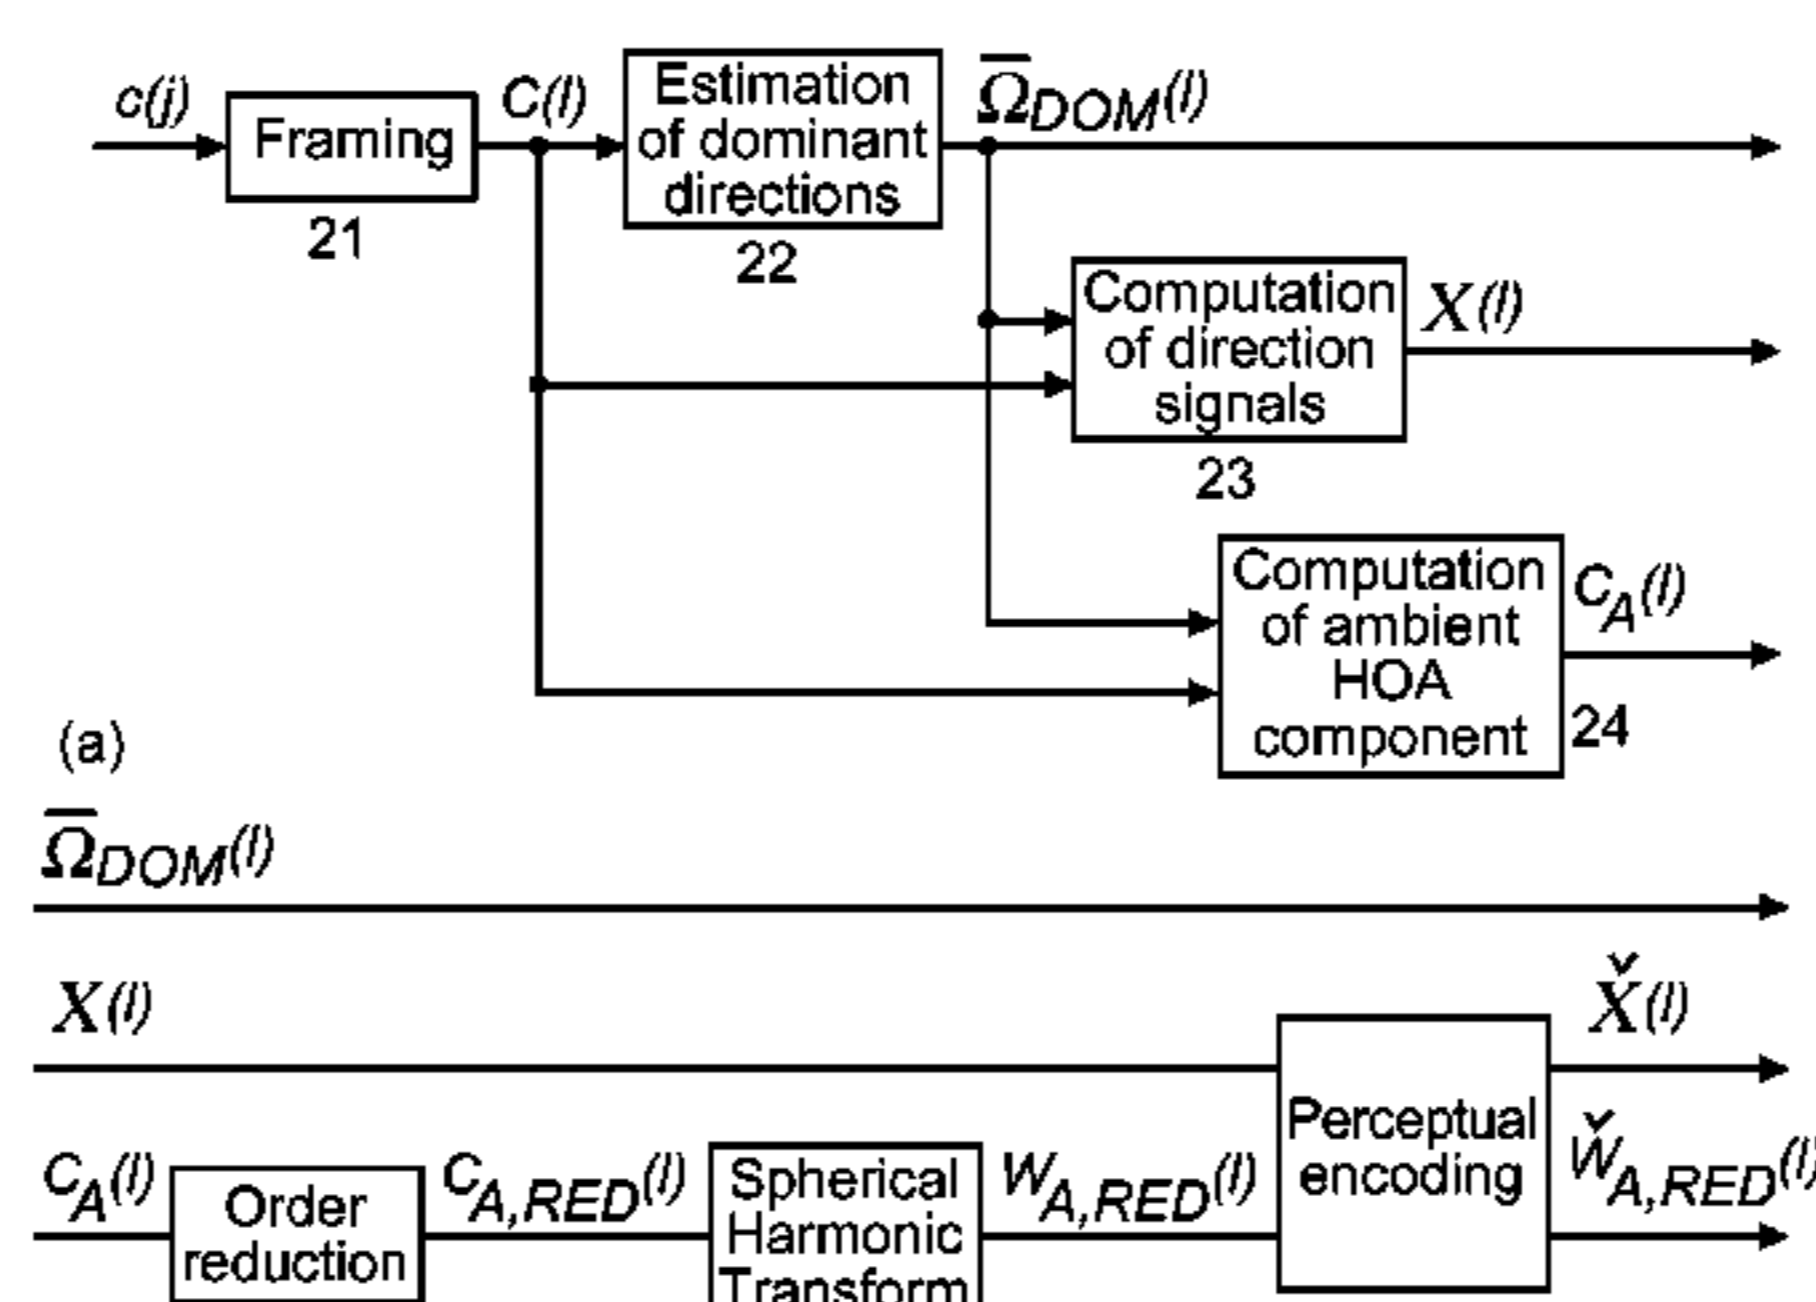 c(j)
Framing
21
C(l)
Estimation
of dominant
directions
22
Ω̅DOM(l)
Computation
of direction
signals
23
X(l)
Computation
of ambient
HOA
component
24
CA(l)
(a)
Ω̅DOM(l)
X(l)
X̌(l)
CA(l)
Order
reduction
CA,RED(l)
Spherical
Harmonic
Transform
WA,RED(l)
Perceptual
encoding
W̌A,RED(l)